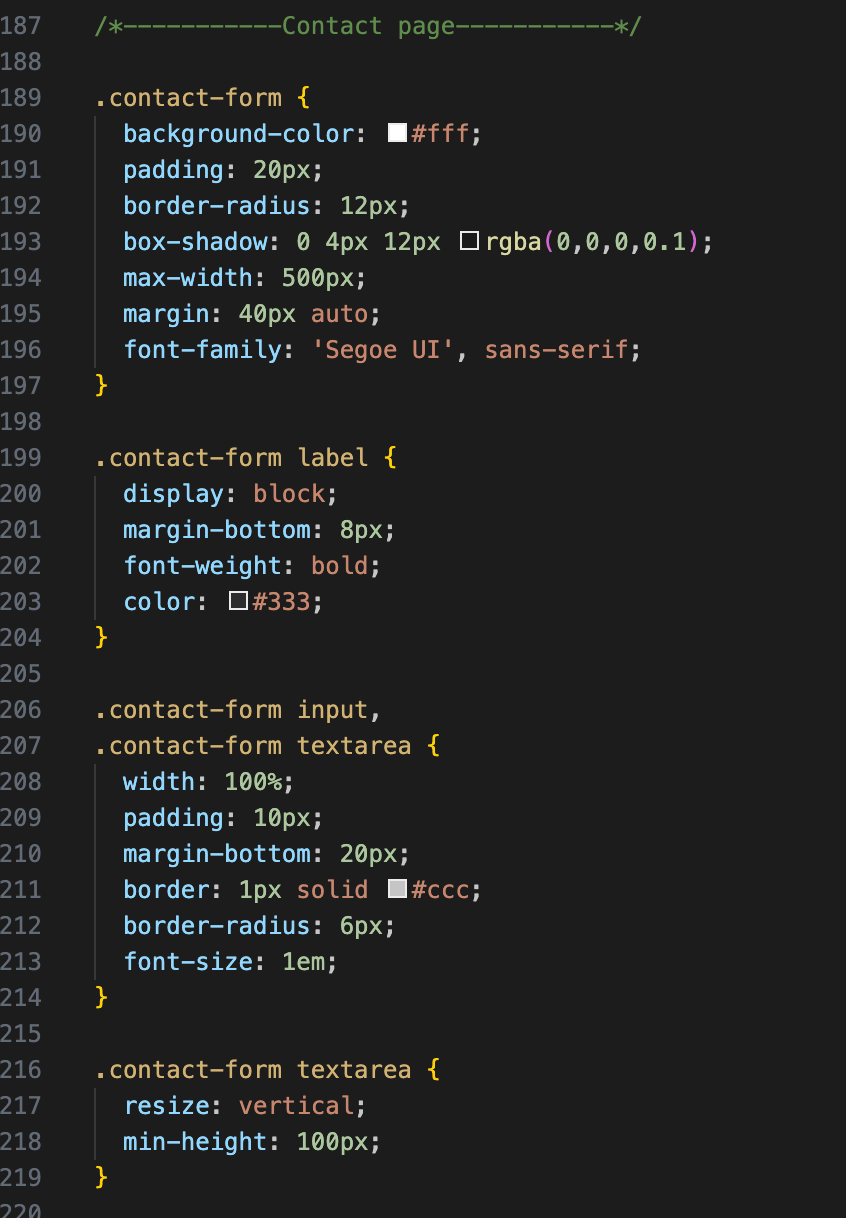 187 /*-----------Contact page-----------*/
188
189 .contact-form {
190 background-color: #fff;
191 padding: 20px;
192 border-radius: 12px;
193 box-shadow: 0 4px 12px rgba(0,0,0,0.1);
194 max-width: 500px;
195 margin: 40px auto;
196 font-family: 'Segoe UI', sans-serif;
197 }
198
199 .contact-form label {
200 display: block;
201 margin-bottom: 8px;
202 font-weight: bold;
203 color: #333;
204 }
205
206 .contact-form input,
207 .contact-form textarea {
208 width: 100%;
209 padding: 10px;
210 margin-bottom: 20px;
211 border: 1px solid #ccc;
212 border-radius: 6px;
213 font-size: 1em;
214 }
215
216 .contact-form textarea {
217 resize: vertical;
218 min-height: 100px;
219 }
220